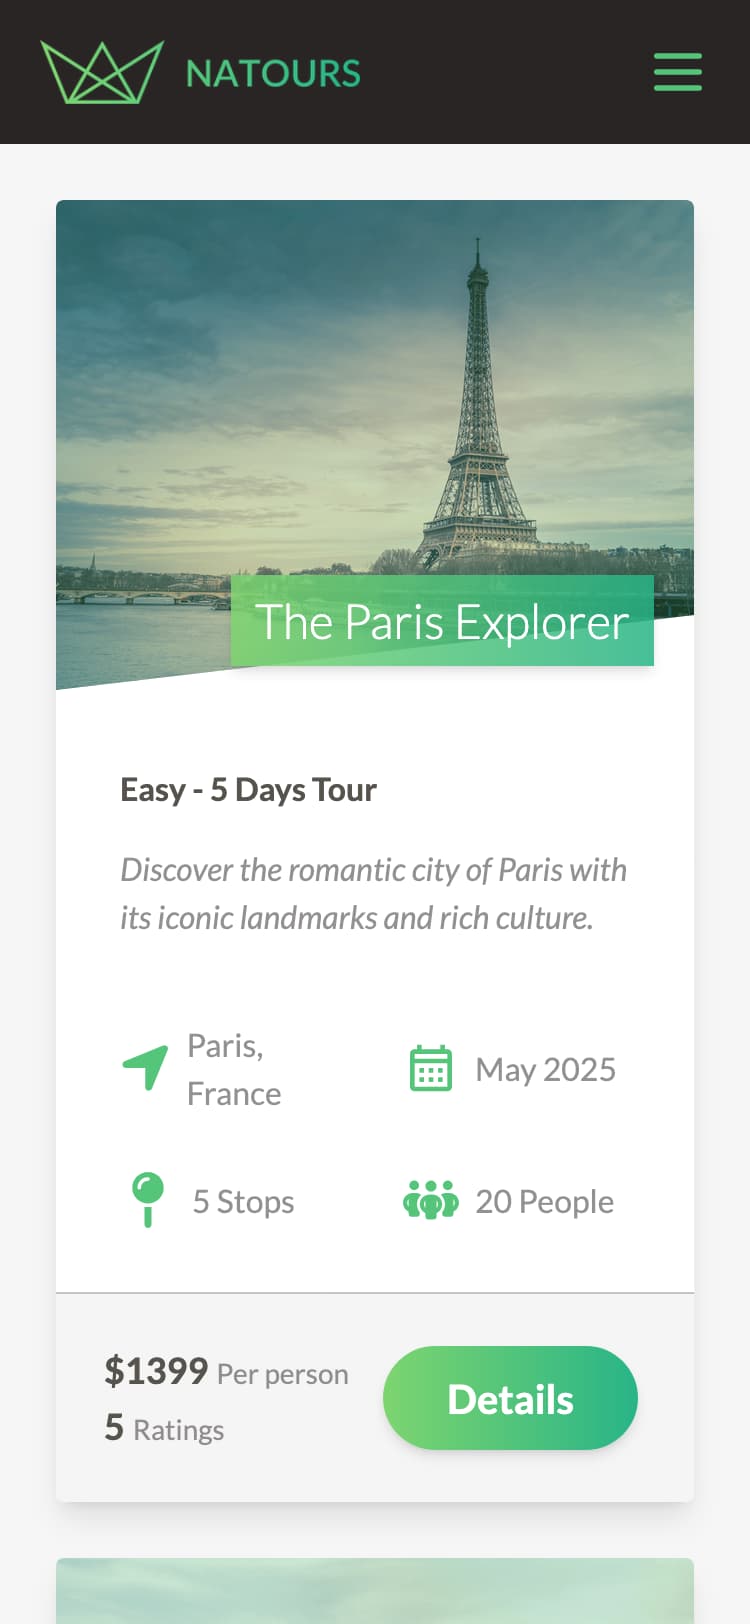 NATOURS
The Paris Explorer
Easy - 5 Days Tour
Discover the romantic city of Paris with
its iconic landmarks and rich culture.
Paris,
France
May 2025
5 Stops
20 People
$1399 Per person
5 Ratings
Details